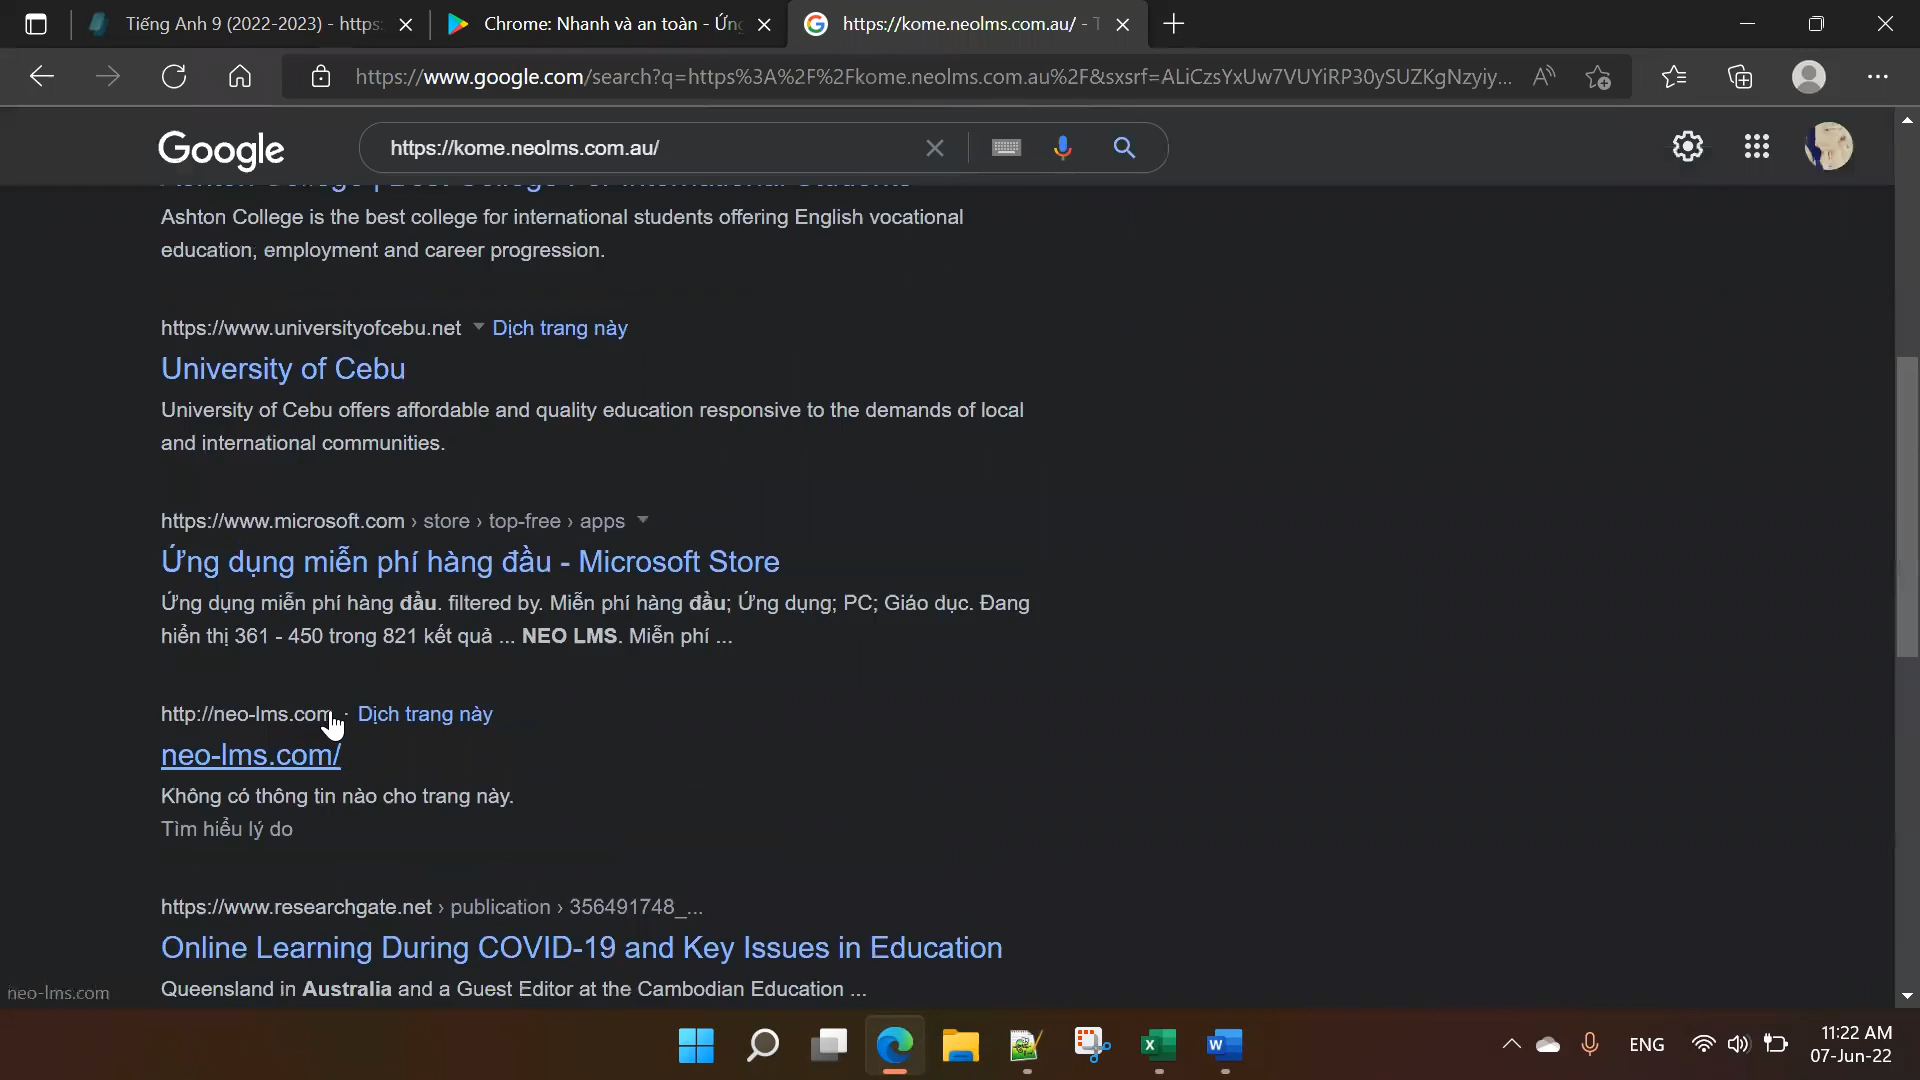 Tiếng Anh 9 (2022-2023) - https:
Chrome: Nhanh và an toàn - Ứng
https://kome.neolms.com.au/ - T
https://www.google.com/search?q=https%3A%2F%2Fkome.neolms.com.au%2F&sxsrf=ALiCzsYxUw7VUYiRP30ySUZKgNzyiy...
Google
https://kome.neolms.com.au/
Ashton College | Best College For International Students
Ashton College is the best college for international students offering English vocational
education, employment and career progression.
https://www.universityofcebu.net Dịch trang này
University of Cebu
University of Cebu offers affordable and quality education responsive to the demands of local
and international communities.
https://www.microsoft.com › store › top-free › apps
Ứng dụng miễn phí hàng đầu - Microsoft Store
Ứng dụng miễn phí hàng đầu. filtered by. Miễn phí hàng đầu; Ứng dụng; PC; Giáo dục. Đang
hiển thị 361 - 450 trong 821 kết quả ... NEO LMS. Miễn phí ...
http://neo-lms.com · Dịch trang này
neo-lms.com/
Không có thông tin nào cho trang này.
Tìm hiểu lý do
https://www.researchgate.net › publication › 356491748_...
Online Learning During COVID-19 and Key Issues in Education
Queensland in Australia and a Guest Editor at the Cambodian Education ...
neo-lms.com
ENG
11:22 AM
07-Jun-22